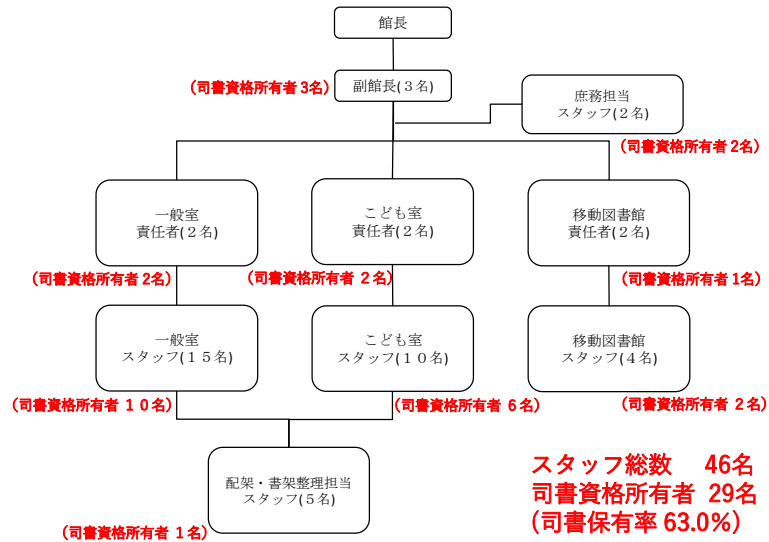 館長
副館長(３名)
(司書資格所有者 3名)
庶務担当
スタッフ(２名)
(司書資格所有者 2名)
一般室
責任者(２名)
こども室
責任者(２名)
移動図書館
責任者(２名)
(司書資格所有者 2名)
(司書資格所有者 ２名)
(司書資格所有者 1名)
一般室
スタッフ(１５名)
こども室
スタッフ(１０名)
移動図書館
スタッフ(４名)
(司書資格所有者 １０名)
(司書資格所有者 ６名)
(司書資格所有者 ２名)
配架・書架整理担当
スタッフ(５名)
(司書資格所有者 １名)
スタッフ総数 46名
司書資格所有者 29名
(司書保有率 63.0%)